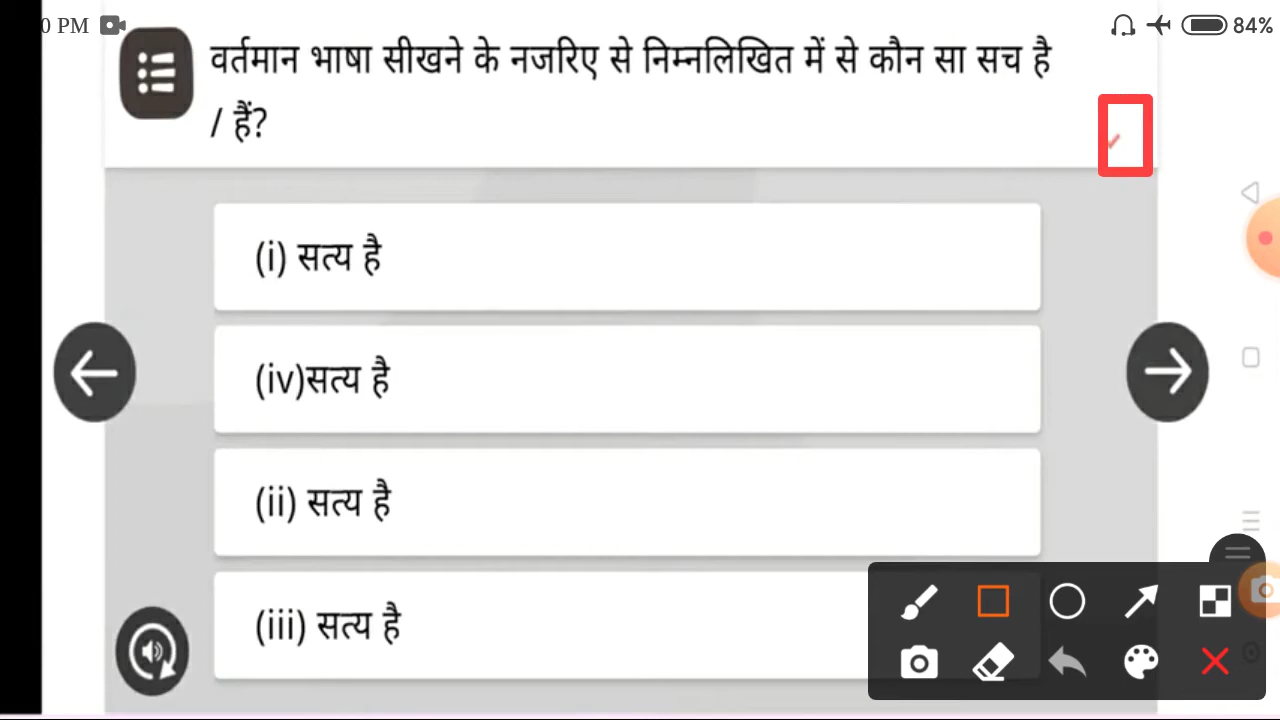 0 PM
84%
वर्तमान भाषा सीखने के नजरिए से निम्नलिखित में से कौन सा सच है
/ हैं?
(i) सत्य है
(iv)सत्य है
(ii) सत्य है
(iii) सत्य है